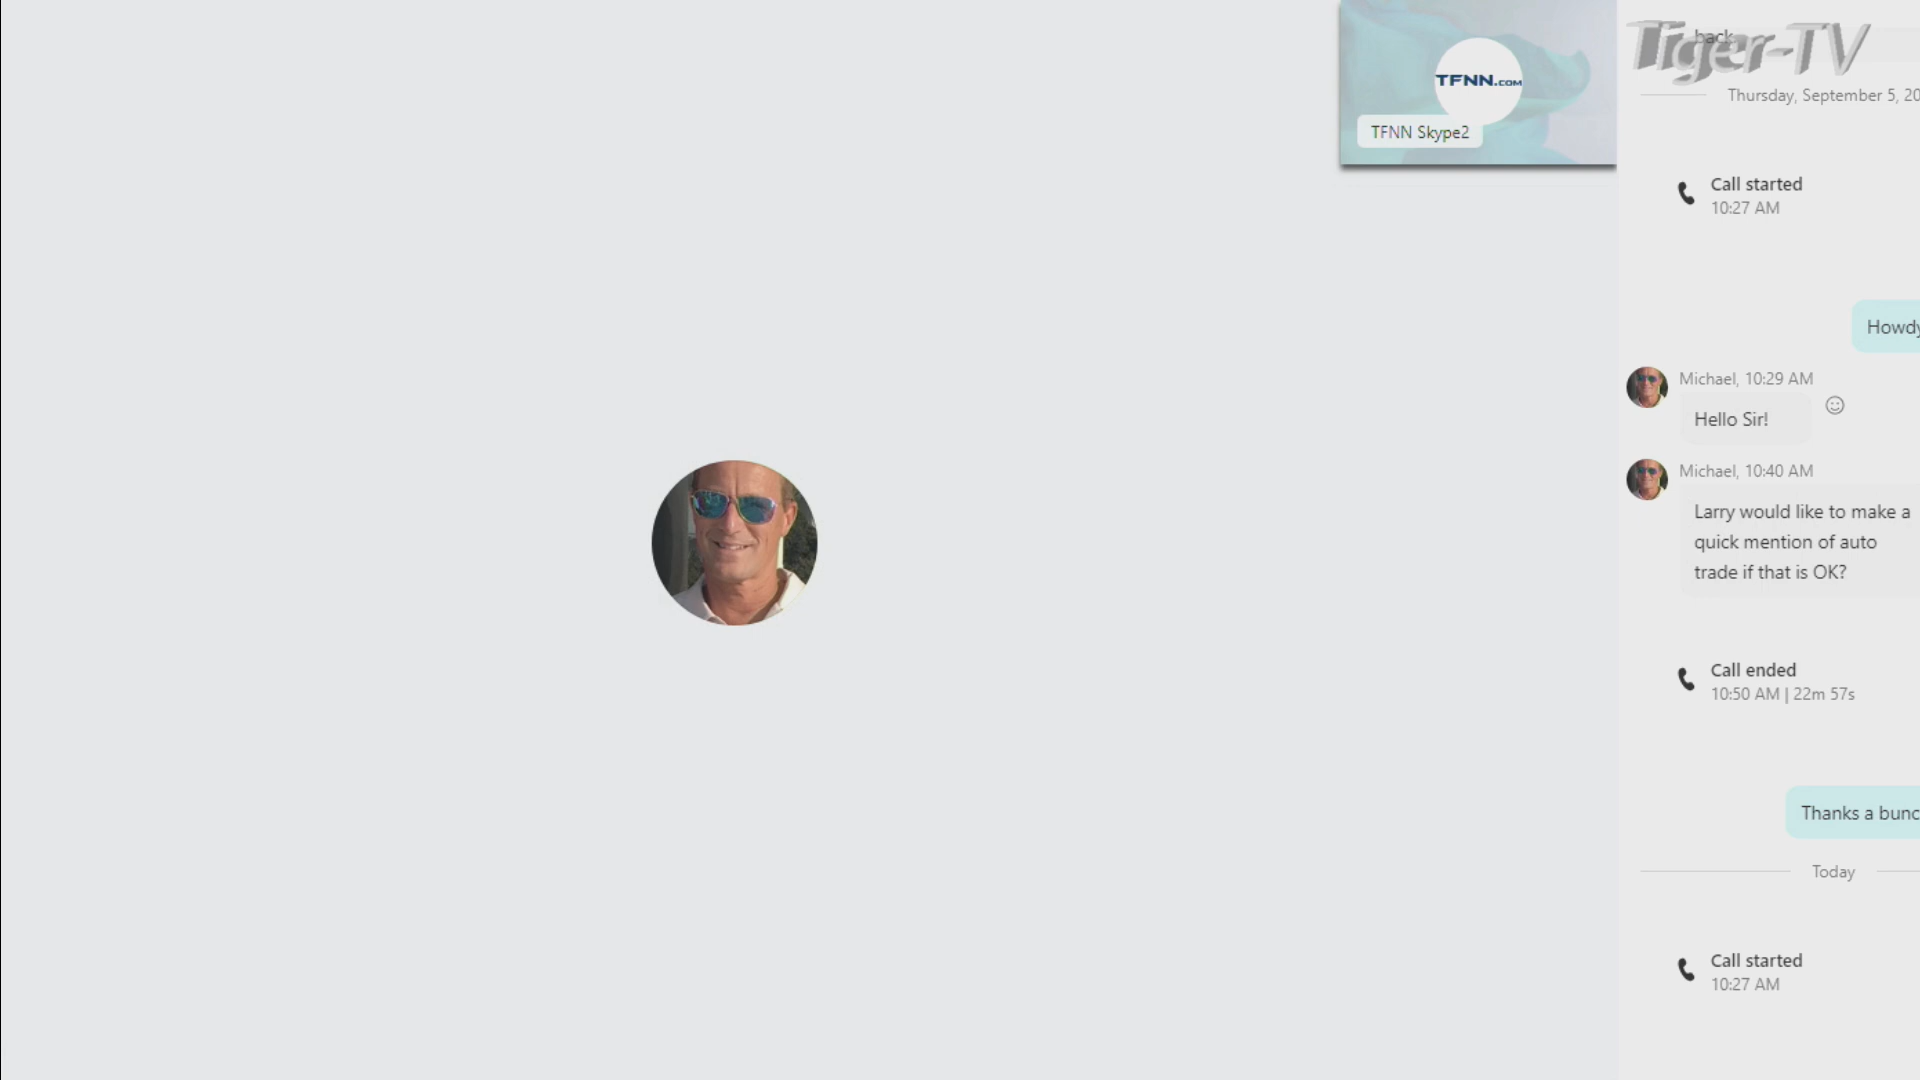 back
Tiger-TV
TFNN.COM
TFNN Skype2
Thursday, September 5, 20
Call started
10:27 AM
Howdy
Michael, 10:29 AM
Hello Sir!
Michael, 10:40 AM
Larry would like to make a
quick mention of auto
trade if that is OK?
Call ended
10:50 AM | 22m 57s
Thanks a bunc
Today
Call started
10:27 AM